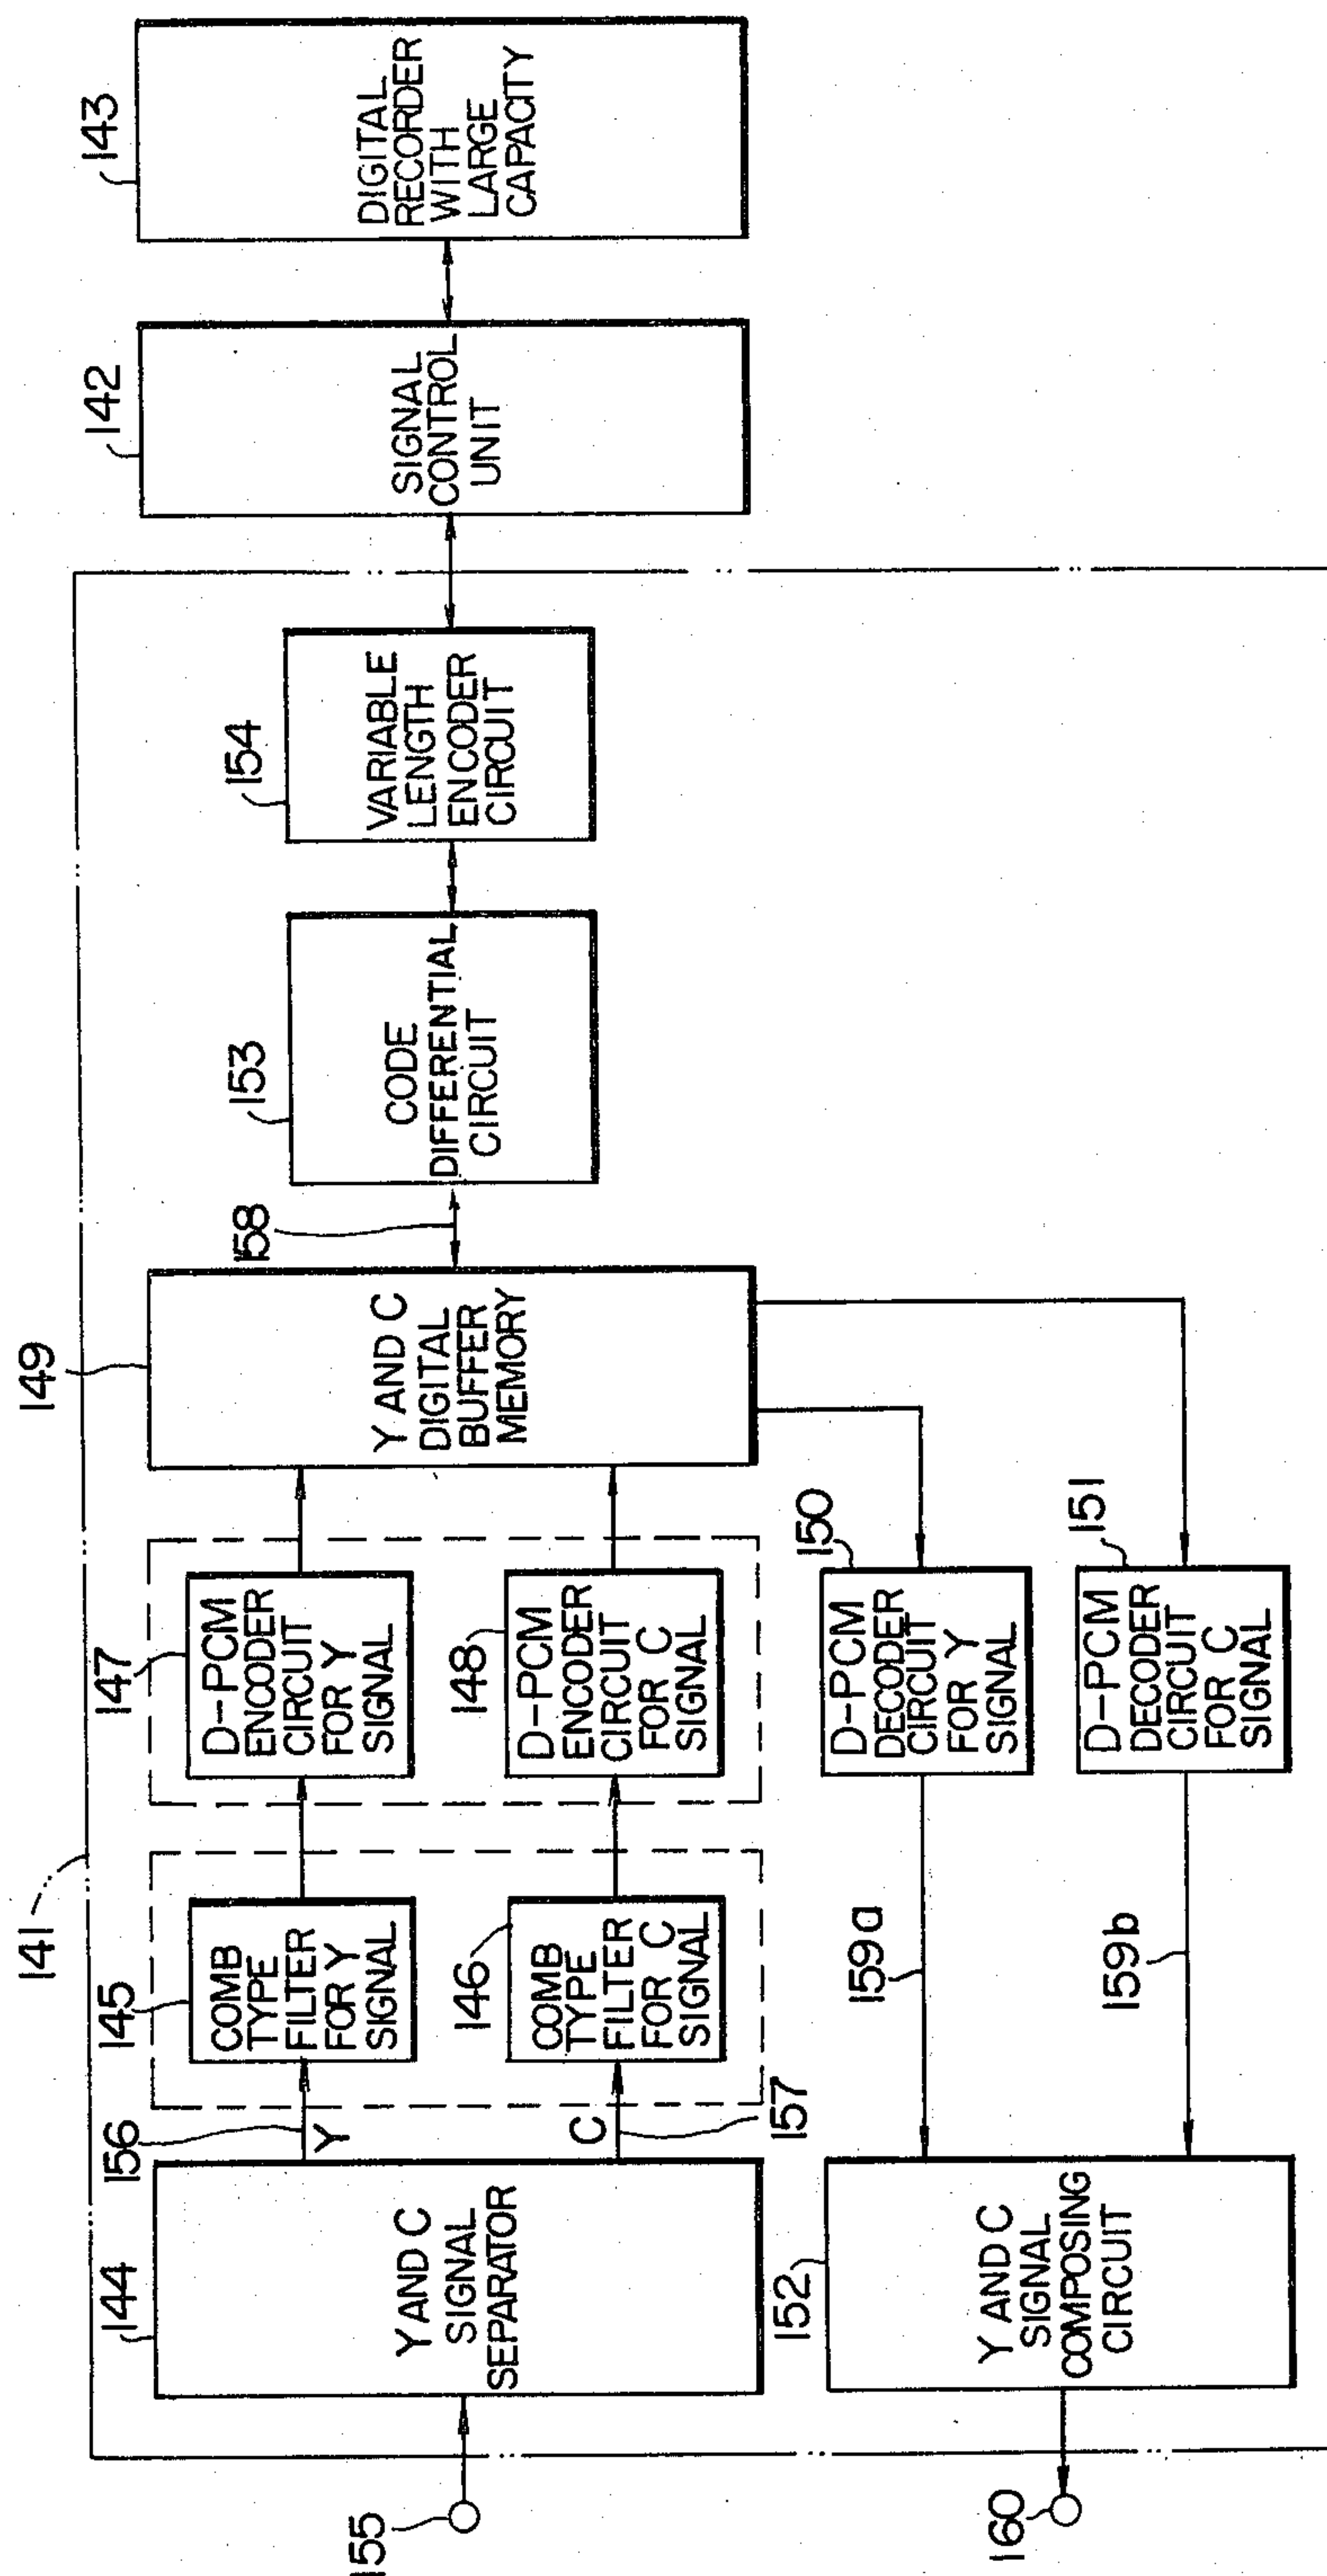 141
155
144
Y AND C
SIGNAL
SEPARATOR
156
Y
C
157
145
COMB
TYPE
FILTER
FOR Y
SIGNAL
146
COMB
TYPE
FILTER
FOR C
SIGNAL
147
D-PCM
ENCODER
CIRCUIT
FOR Y
SIGNAL
148
D-PCM
ENCODER
CIRCUIT
FOR C
SIGNAL
149
Y AND C
DIGITAL
BUFFER
MEMORY
158
153
CODE
DIFFERENTIAL
CIRCUIT
154
VARIABLE
LENGTH
ENCODER
CIRCUIT
142
SIGNAL
CONTROL
UNIT
143
DIGITAL
RECORDER
WITH
LARGE
CAPACITY
160
152
Y AND C
SIGNAL
COMPOSING
CIRCUIT
159a
159b
150
D-PCM
DECODER
CIRCUIT
FOR Y
SIGNAL
151
D-PCM
DECODER
CIRCUIT
FOR C
SIGNAL